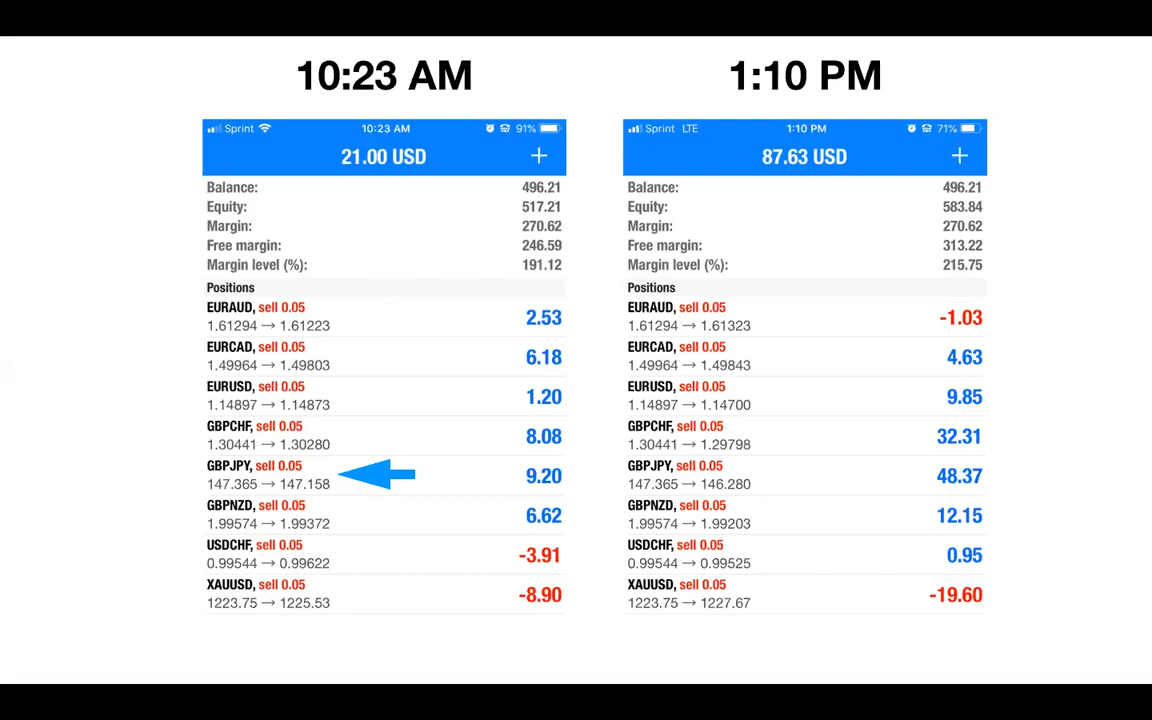 10:23 AM
Sprint 10:23 AM 91%
21.00 USD +
Balance: 496.21
Equity: 517.21
Margin: 270.62
Free margin: 246.59
Margin level (%): 191.12
Positions
EURAUD, sell 0.05
1.61294 → 1.61223 2.53
EURCAD, sell 0.05
1.49964 → 1.49803 6.18
EURUSD, sell 0.05
1.14897 → 1.14873 1.20
GBPCHF, sell 0.05
1.30441 → 1.30280 8.08
GBPJPY, sell 0.05
147.365 → 147.158 9.20
GBPNZD, sell 0.05
1.99574 → 1.99372 6.62
USDCHF, sell 0.05
0.99544 → 0.99622 -3.91
XAUUSD, sell 0.05
1223.75 → 1225.53 -8.90
1:10 PM
Sprint LTE 1:10 PM 71%
87.63 USD +
Balance: 496.21
Equity: 583.84
Margin: 270.62
Free margin: 313.22
Margin level (%): 215.75
Positions
EURAUD, sell 0.05
1.61294 → 1.61323 -1.03
EURCAD, sell 0.05
1.49964 → 1.49843 4.63
EURUSD, sell 0.05
1.14897 → 1.14700 9.85
GBPCHF, sell 0.05
1.30441 → 1.29798 32.31
GBPJPY, sell 0.05
147.365 → 146.280 48.37
GBPNZD, sell 0.05
1.99574 → 1.99203 12.15
USDCHF, sell 0.05
0.99544 → 0.99525 0.95
XAUUSD, sell 0.05
1223.75 → 1227.67 -19.60